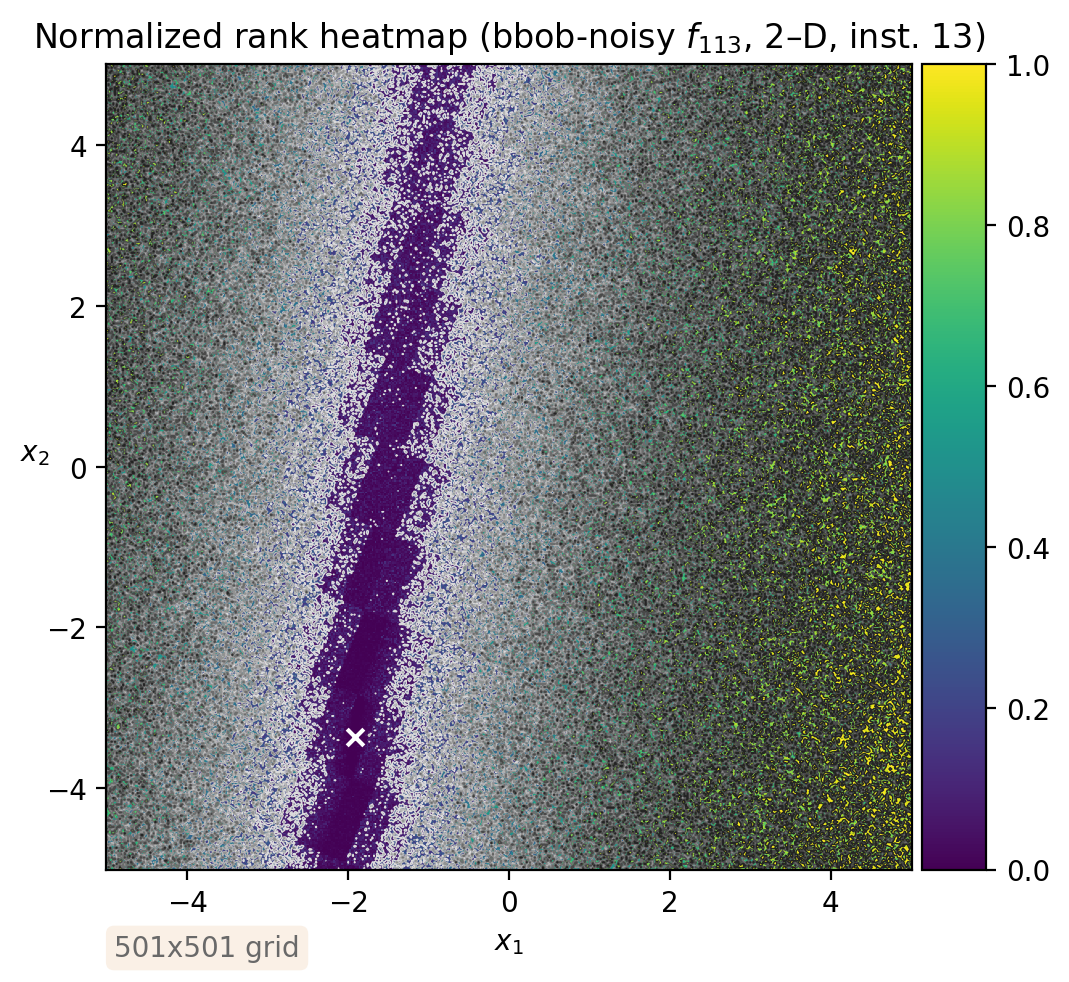 Normalized rank heatmap (bbob-noisy f₁₁₃, 2–D, inst. 13)
1.0
0.8
0.6
0.4
0.2
0.0
4
2
0
−2
−4
x₂
−4 −2 0 2 4
x₁
501x501 grid